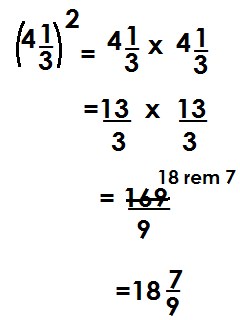 (4 1/3)² = 4 1/3 x 4 1/3
= 13/3 x 13/3
= 169/9 18 rem 7
= 18 7/9